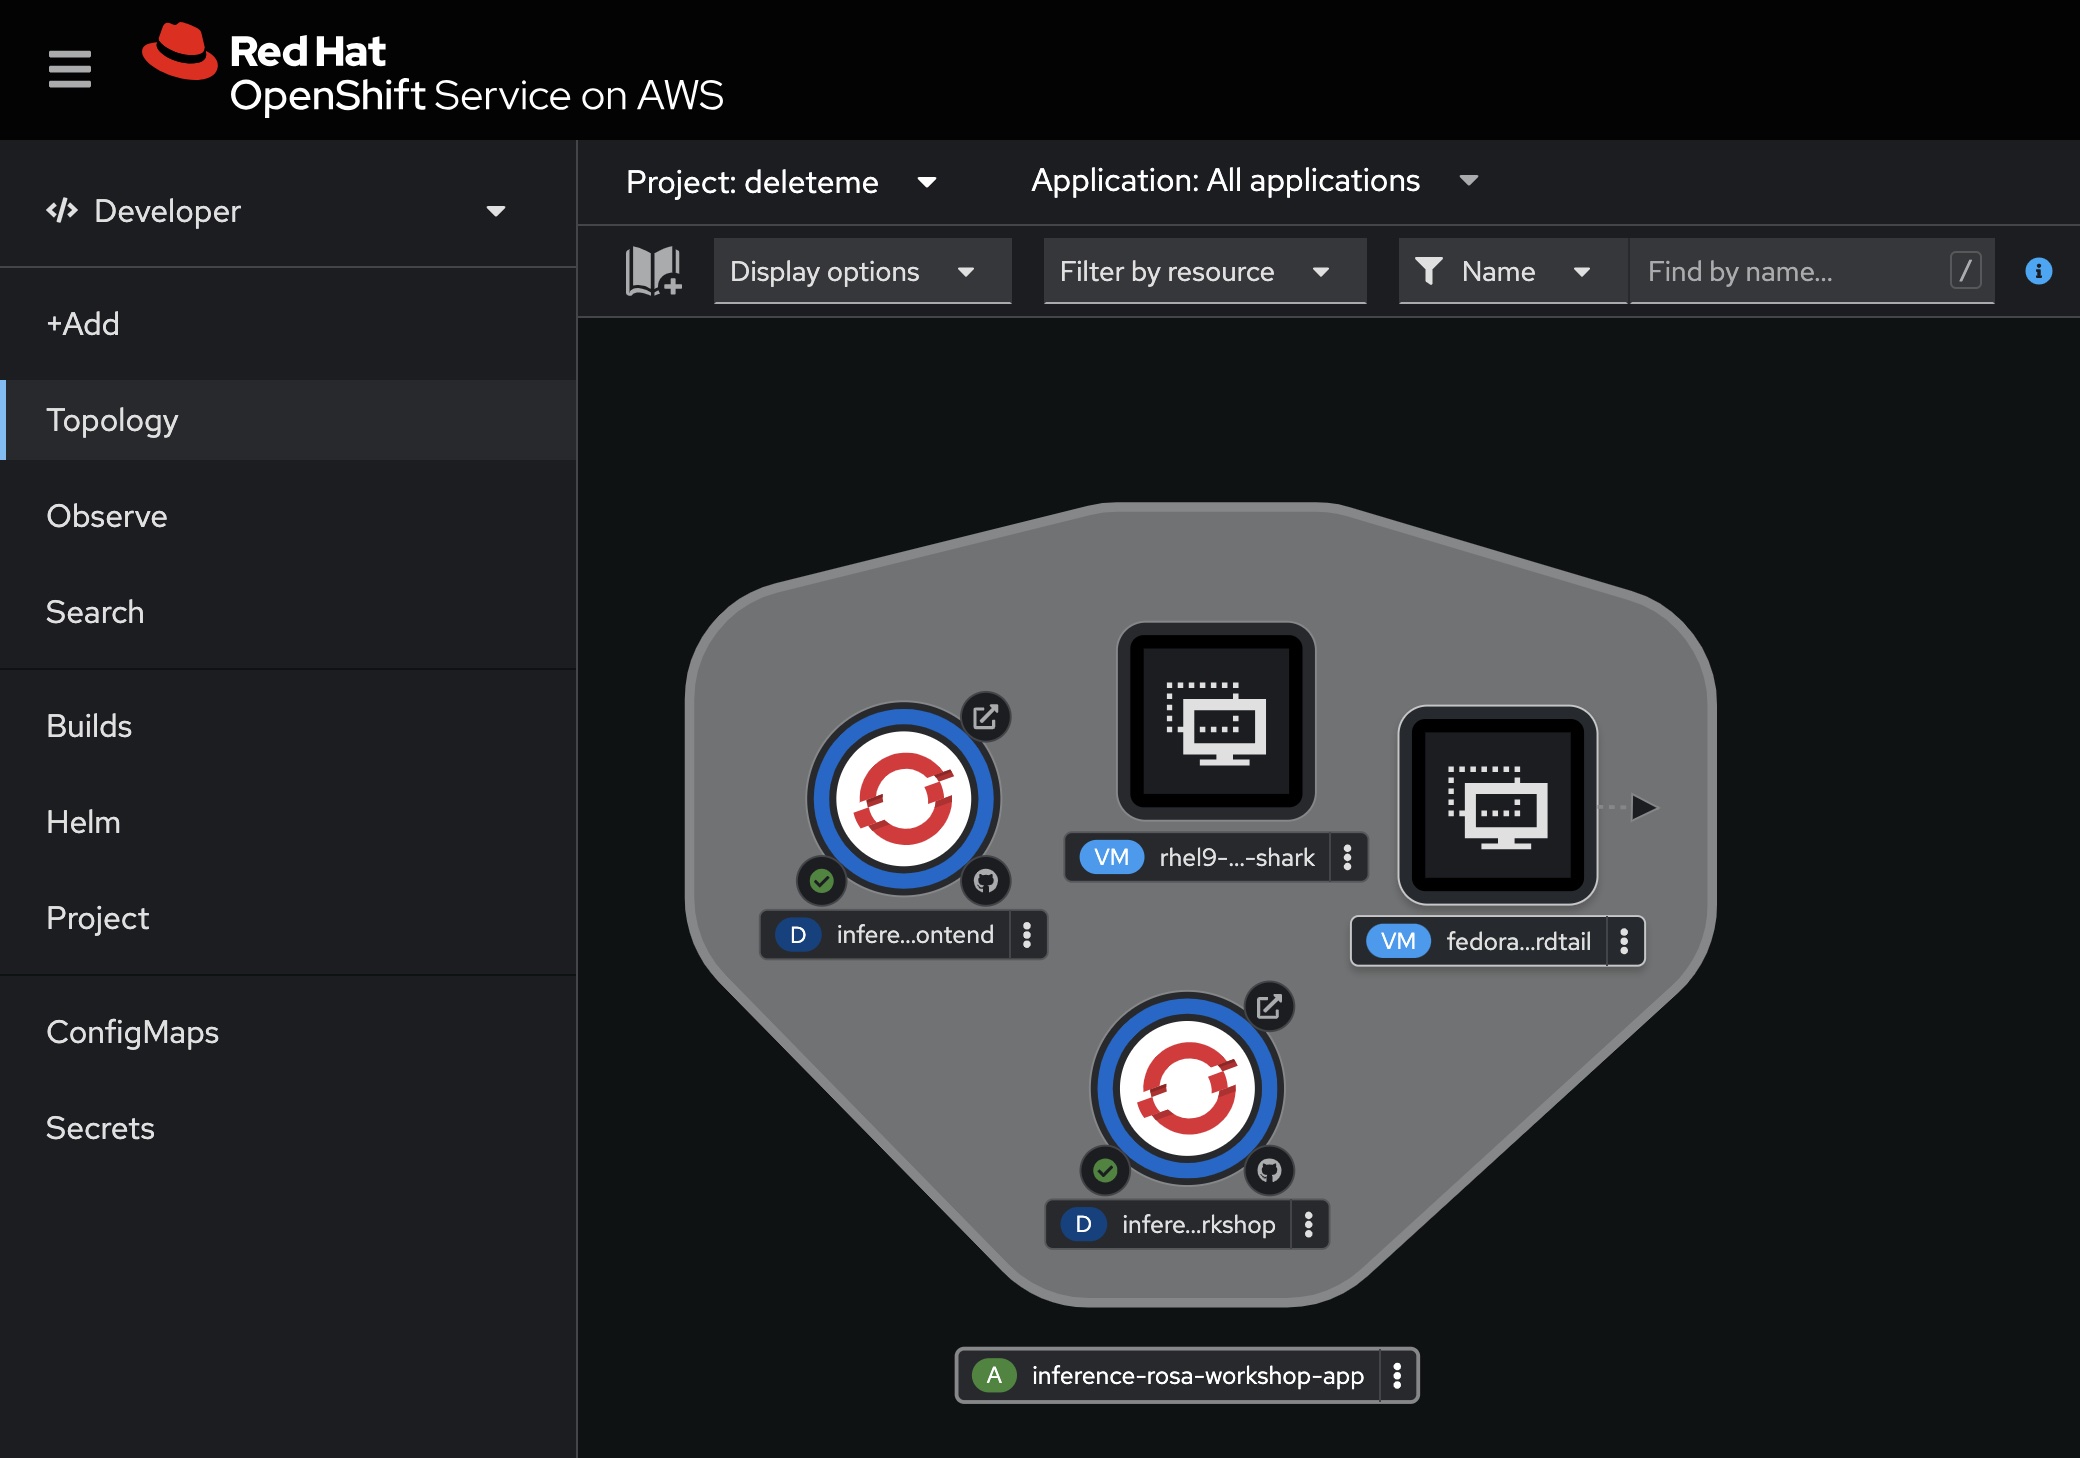 Red Hat
OpenShift Service on AWS
Developer
+Add
Topology
Observe
Search
Builds
Helm
Project
ConfigMaps
Secrets
Project: deleteme
Application: All applications
Display options
Filter by resource
Name
Find by name...
/
VM rhel9-...-shark
D infere...ontend
VM fedora...rdtail
D infere...rkshop
A inference-rosa-workshop-app